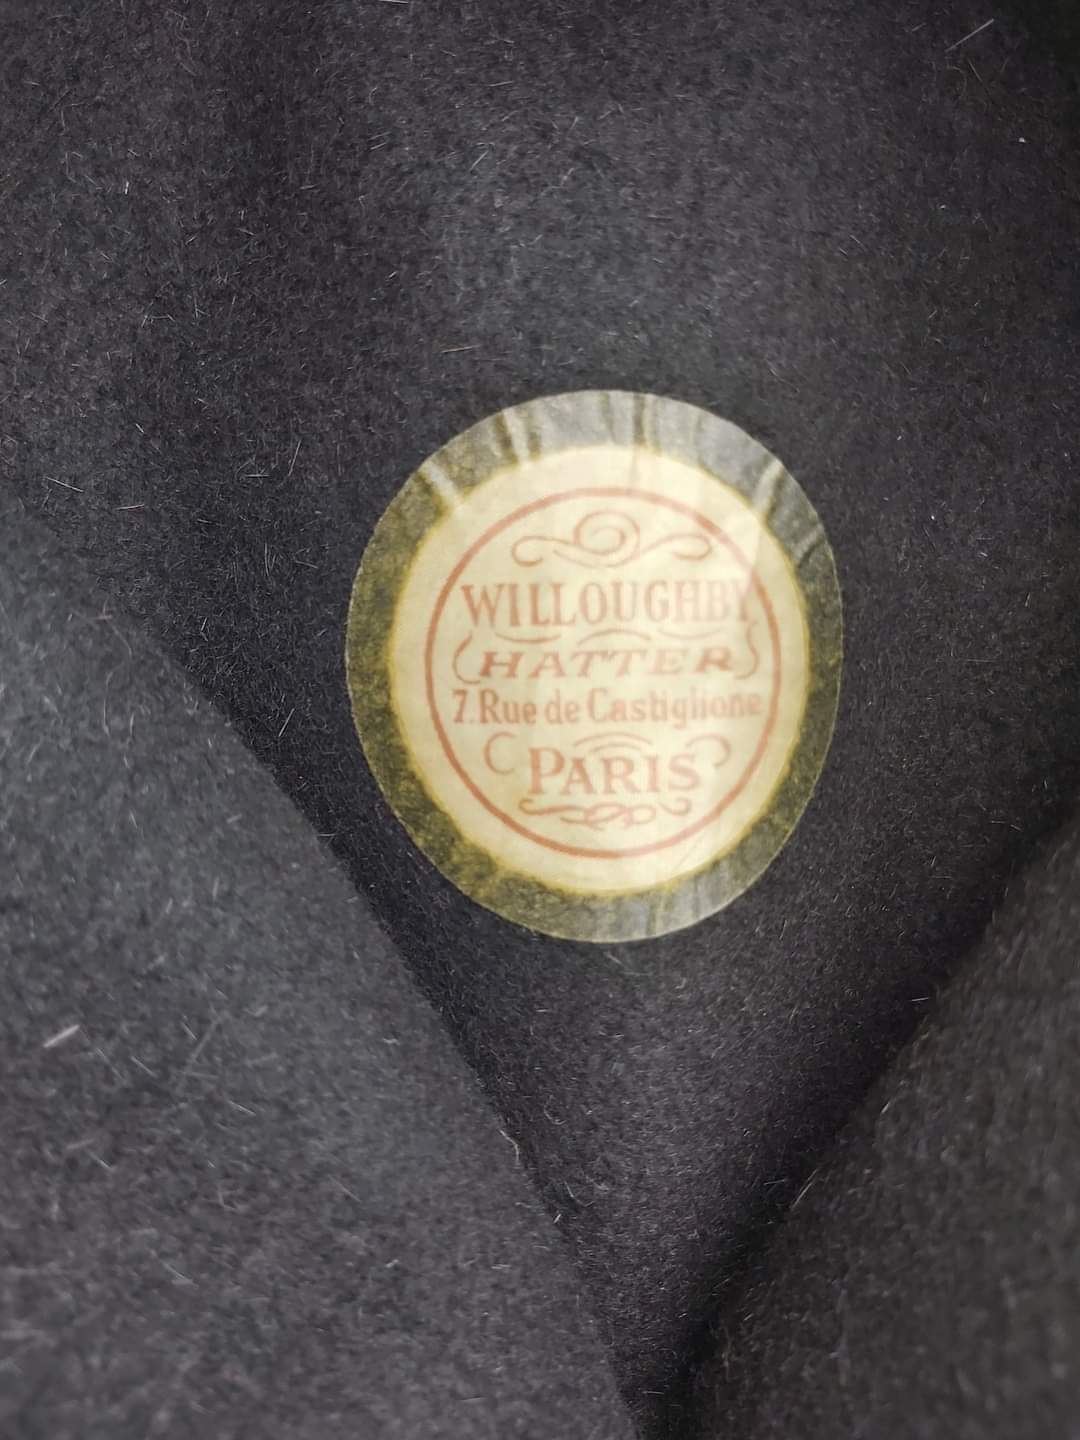 WILLOUGHBY
HATTER
7.Rue de Castiglione
PARIS